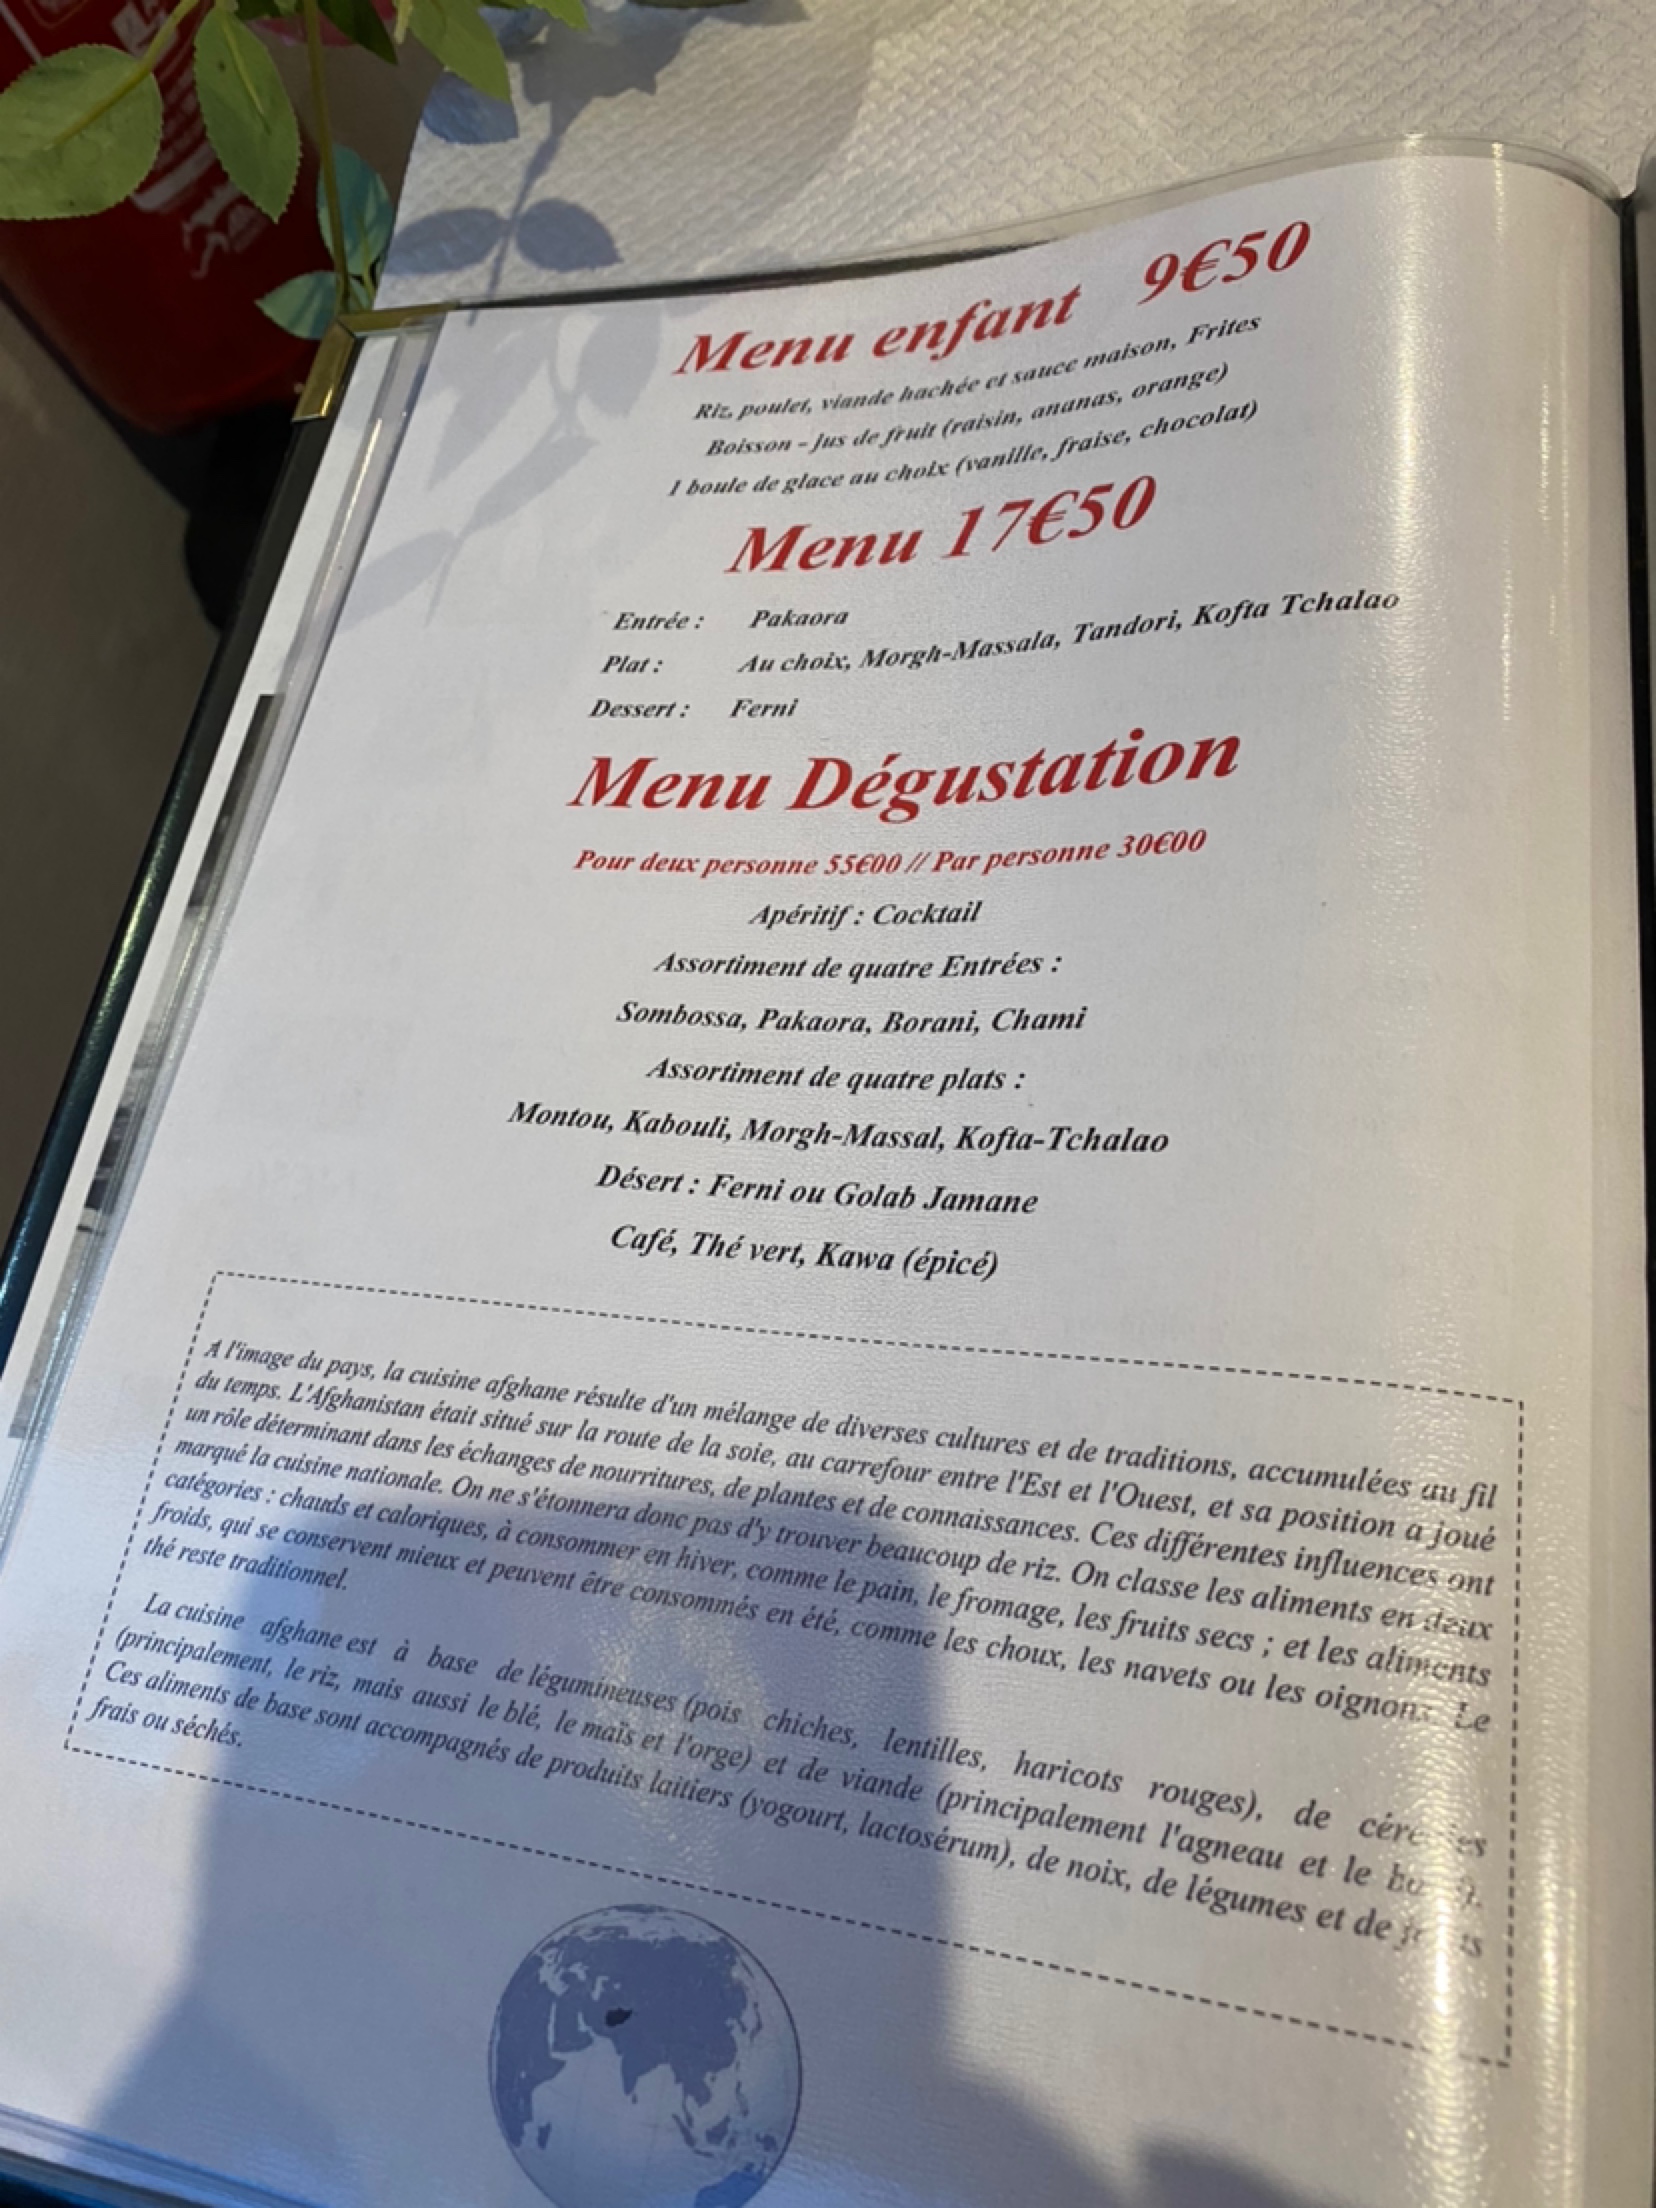 Menu enfant 9€50
Riz, poulet, viande hachée et sauce maison, Frites
Boisson – Jus de fruit (raisin, ananas, orange)
1 boule de glace au choix (vanille, fraise, chocolat)
Menu 17€50
Entrée : Pakaora
Plat : Au choix, Morgh-Massala, Tandori, Kofta Tchalao
Dessert : Ferni
Menu Dégustation
Pour deux personne 55€00 // Par personne 30€00
Apéritif : Cocktail
Assortiment de quatre Entrées :
Sombossa, Pakaora, Borani, Chami
Assortiment de quatre plats :
Montou, Kabouli, Morgh-Massal, Kofta-Tchalao
Désert : Ferni ou Golab Jamane
Café, Thé vert, Kawa (épicé)
A l'image du pays, la cuisine afghane résulte d'un mélange de diverses cultures et de traditions, accumulées au fil
du temps. L'Afghanistan était situé sur la route de la soie, au carrefour entre l'Est et l'Ouest, et sa position a joué
un rôle déterminant dans les échanges de nourritures, de plantes et de connaissances. Ces différentes influences ont
marqué la cuisine nationale. On ne s'étonnera donc pas d'y trouver beaucoup de riz. On classe les aliments en deux
catégories : chauds et caloriques, à consommer en hiver, comme le pain, le fromage, les fruits secs ; et les aliments
froids, qui se conservent mieux et peuvent être consommés en été, comme les choux, les navets ou les oignons. Le
thé reste traditionnel.
La cuisine afghane est à base de légumineuses (pois chiches, lentilles, haricots rouges), de
(principalement, le riz, mais aussi le blé, le maïs et l'orge) et de viande (principalement l'agneau et le
Ces aliments de base sont accompagnés de produits laitiers (yogourt, lactosérum), de noix, de légumes et de
frais ou séchés.